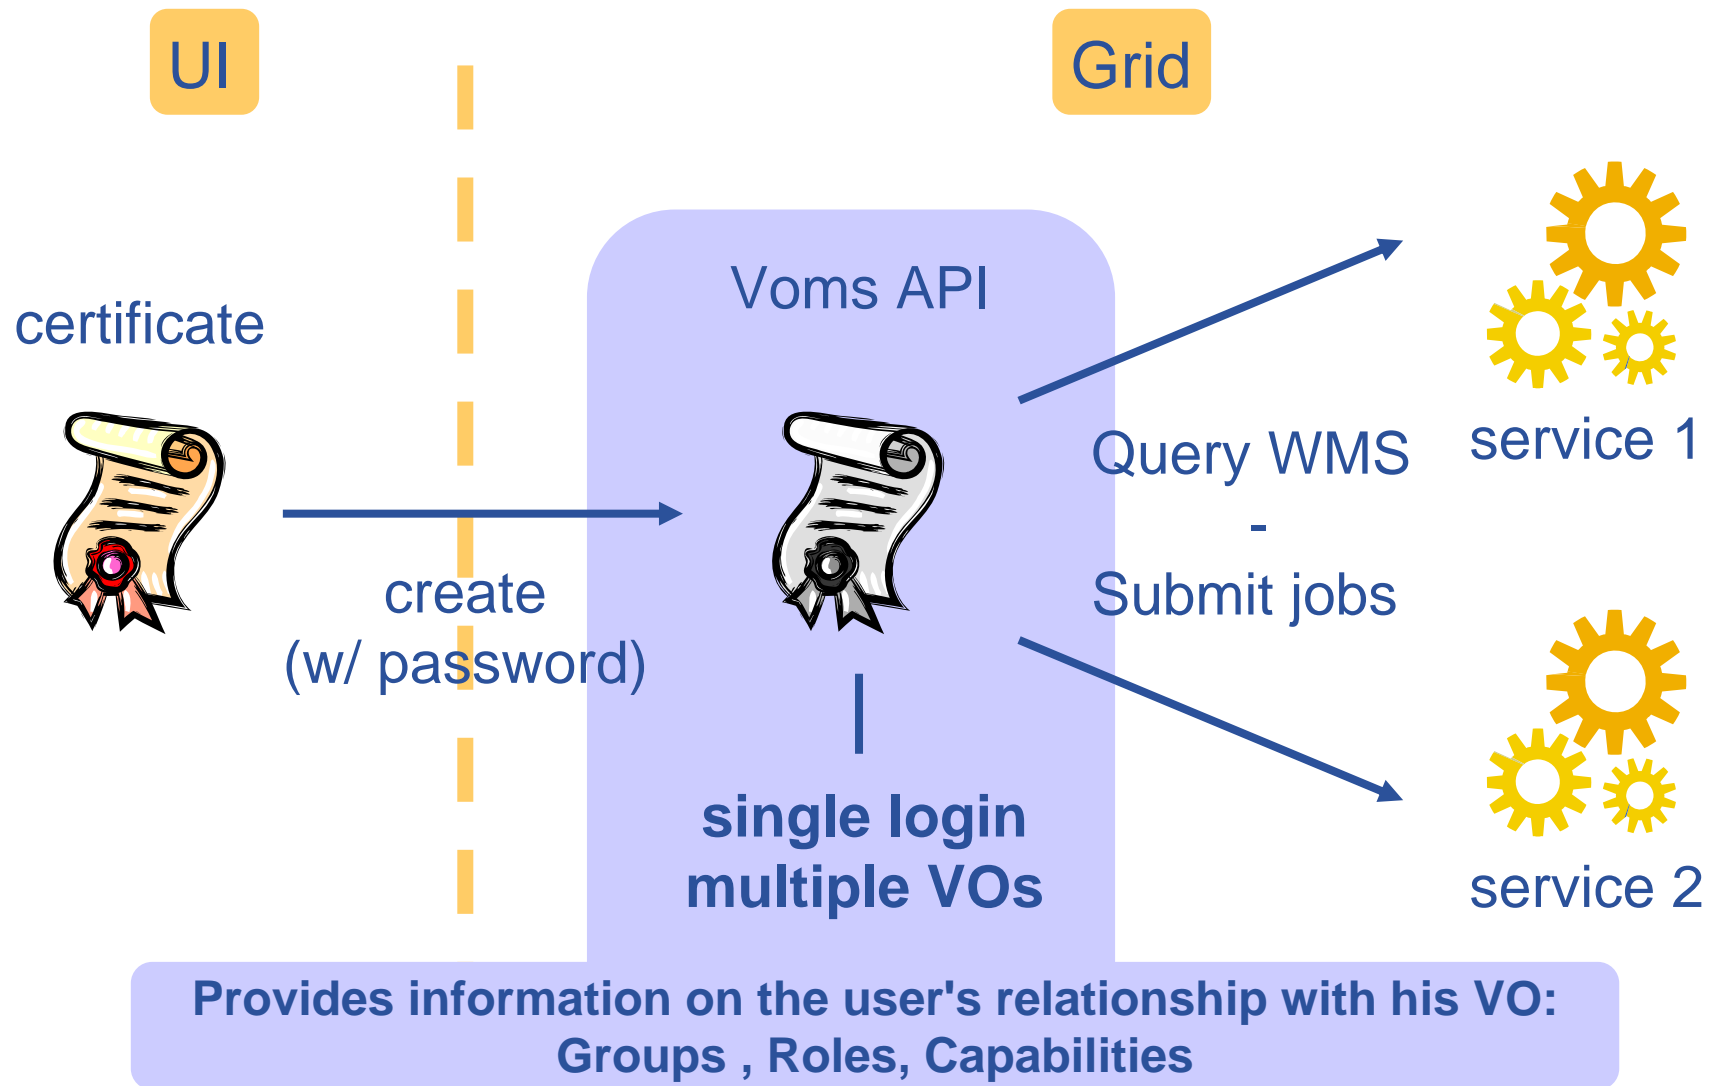 UI
Grid
certificate
Voms API
create
(w/ password)
Query WMS
-
Submit jobs
service 1
single login
multiple VOs
service 2
Provides information on the user's relationship with his VO:
Groups , Roles, Capabilities